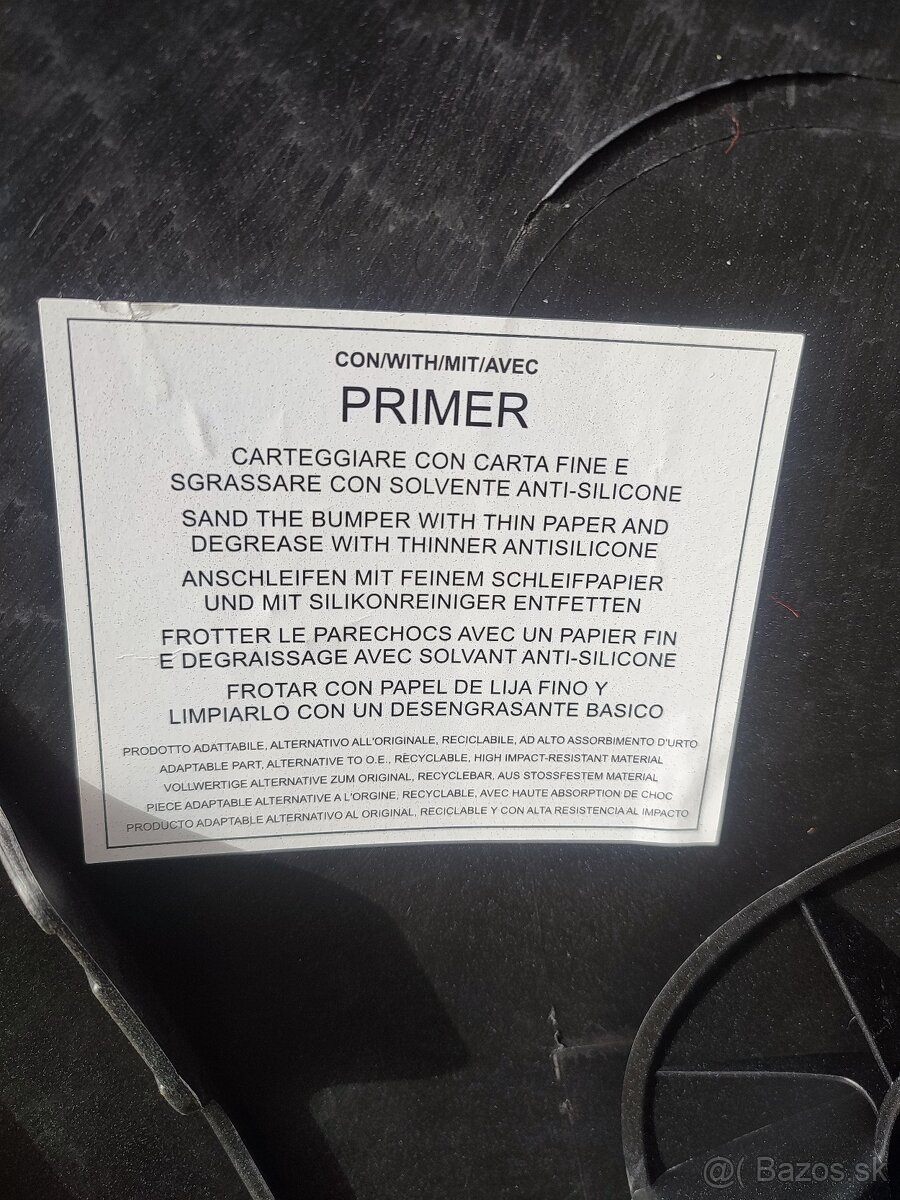 CON/WITH/MIT/AVEC
PRIMER
CARTEGGIARE CON CARTA FINE E
SGRASSARE CON SOLVENTE ANTI-SILICONE
SAND THE BUMPER WITH THIN PAPER AND
DEGREASE WITH THINNER ANTISILICONE
ANSCHLEIFEN MIT FEINEM SCHLEIFPAPIER
UND MIT SILIKONREINIGER ENTFETTEN
FROTTER LE PARECHOCS AVEC UN PAPIER FIN
E DEGRAISSAGE AVEC SOLVANT ANTI-SILICONE
FROTAR CON PAPEL DE LIJA FINO Y
LIMPIARLO CON UN DESENGRASANTE BASICO
PRODOTTO ADATTABILE, ALTERNATIVO ALL'ORIGINALE, RECICLABILE, AD ALTO ASSORBIMENTO D'URTO
ADAPTABLE PART, ALTERNATIVE TO O.E., RECYCLABLE, HIGH IMPACT-RESISTANT MATERIAL
VOLLWERTIGE ALTERNATIVE ZUM ORIGINAL, RECYCLEBAR, AUS STOSSFESTEM MATERIAL
PIECE ADAPTABLE ALTERNATIVE A L'ORGINE, RECYCLABLE, AVEC HAUTE ABSORPTION DE CHOC
PRODUCTO ADAPTABLE ALTERNATIVO AL ORIGINAL, RECICLABLE Y CON ALTA RESISTENCIA AL IMPACTO
@( Bazos.sk